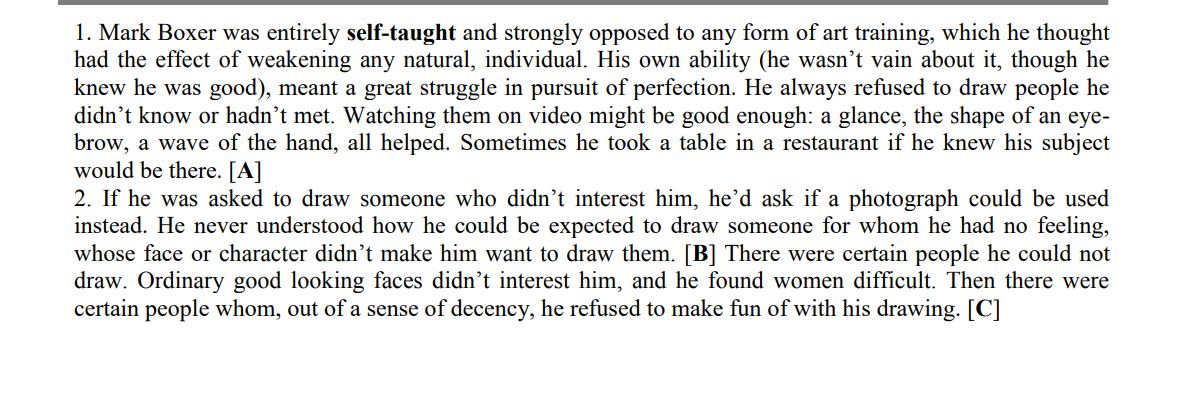 1. Mark Boxer was entirely self-taught and strongly opposed to any form of art training, which he thought
had the effect of weakening any natural, individual. His own ability (he wasn’t vain about it, though he
knew he was good), meant a great struggle in pursuit of perfection. He always refused to draw people he
didn’t know or hadn’t met. Watching them on video might be good enough: a glance, the shape of an eye-
brow, a wave of the hand, all helped. Sometimes he took a table in a restaurant if he knew his subject
would be there. [A]
2. If he was asked to draw someone who didn’t interest him, he’d ask if a photograph could be used
instead. He never understood how he could be expected to draw someone for whom he had no feeling,
whose face or character didn’t make him want to draw them. [B] There were certain people he could not
draw. Ordinary good looking faces didn’t interest him, and he found women difficult. Then there were
certain people whom, out of a sense of decency, he refused to make fun of with his drawing. [C]